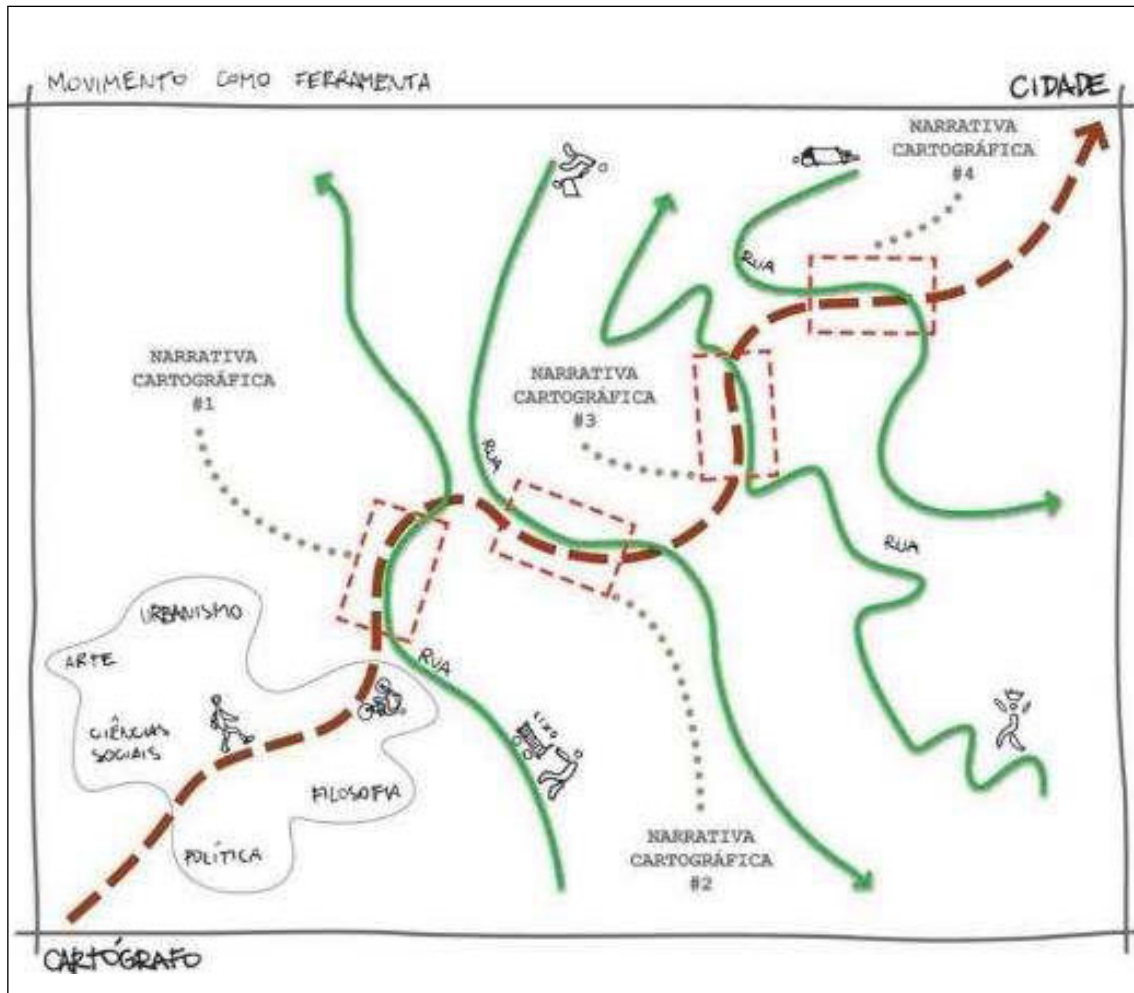 MOVIMENTO COMO FERRAMENTA
CIDADE
NARRATIVA
CARTOGRÁFICA
#4
RUA
NARRATIVA
CARTOGRÁFICA
#1
NARRATIVA
CARTOGRÁFICA
#3
RUA
RUA
URBANISMO
ARTE
CIÊNCIAS
SOCIAIS
FILOSOFIA
POLÍTICA
RUA
LIXO
NARRATIVA
CARTOGRÁFICA
#2
CARTÓGRAFO